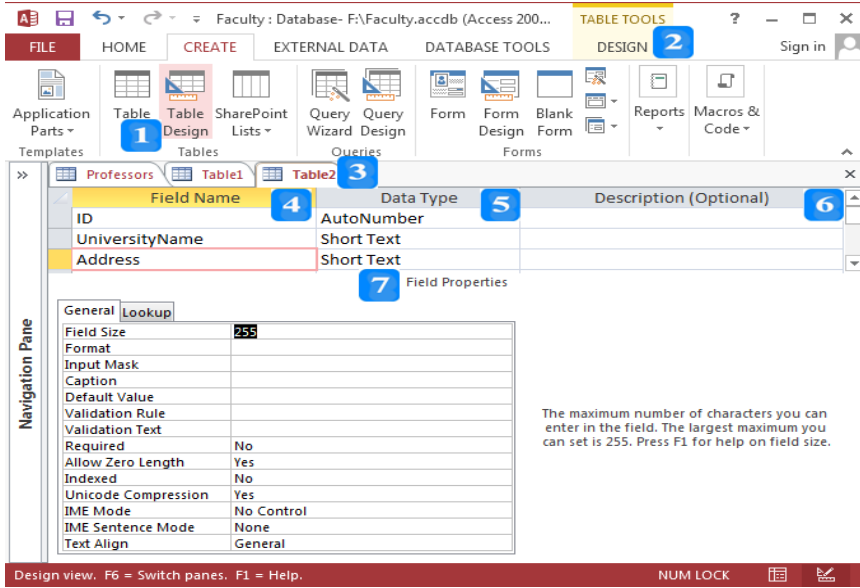 Faculty : Database- F:\Faculty.accdb (Access 200...
TABLE TOOLS
?
FILE HOME CREATE EXTERNAL DATA DATABASE TOOLS DESIGN 2 Sign in
Application Parts
Table
Table Design
SharePoint Lists
Query Wizard
Query Design
Form
Form Design
Blank Form
Reports
Macros & Code
1
Templates Tables Queries Forms
Professors Table1 Table2 3
Field Name 4 Data Type 5 Description (Optional) 6
ID AutoNumber
UniversityName Short Text
Address Short Text
7 Field Properties
Navigation Pane
General Lookup
Field Size 255
Format
Input Mask
Caption
Default Value
Validation Rule
Validation Text
Required No
Allow Zero Length Yes
Indexed No
Unicode Compression Yes
IME Mode No Control
IME Sentence Mode None
Text Align General
The maximum number of characters you can
enter in the field. The largest maximum you
can set is 255. Press F1 for help on field size.
Design view. F6 = Switch panes. F1 = Help. NUM LOCK